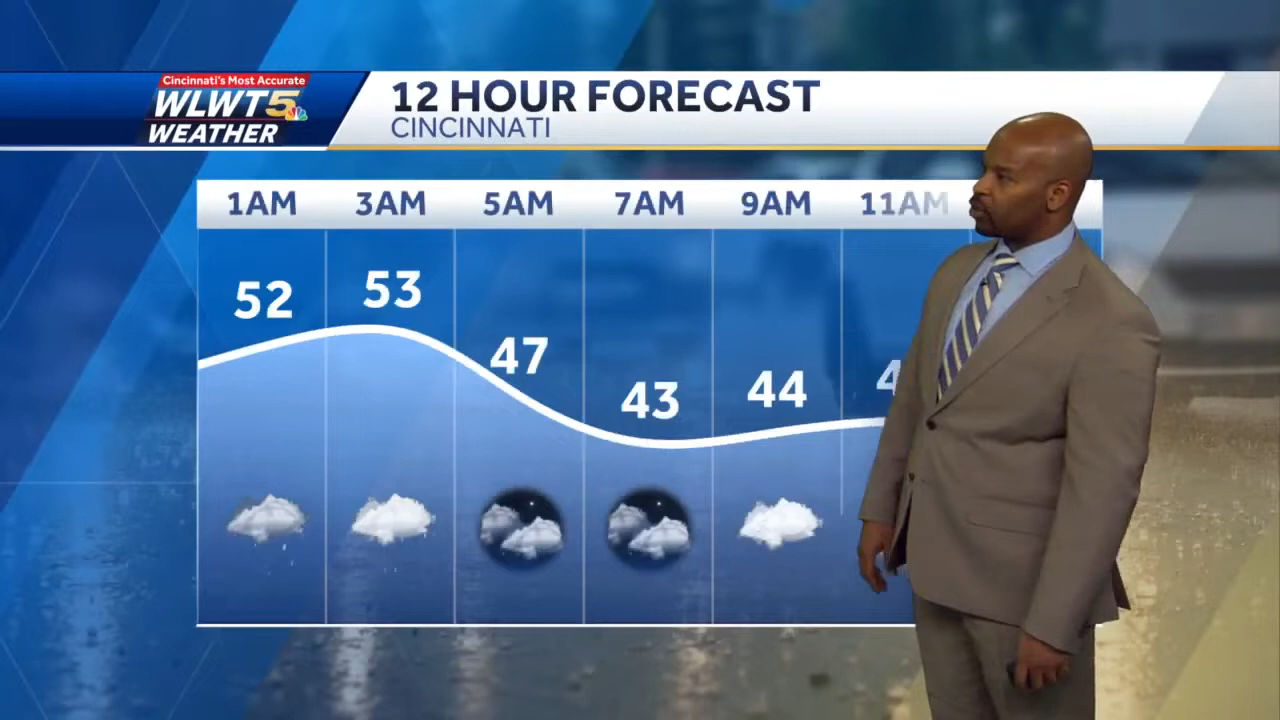 Cincinnati's Most Accurate
WLWT5
WEATHER
12 HOUR FORECAST
CINCINNATI
1AM 3AM 5AM 7AM 9AM 11AM
52 53 47 43 44 4